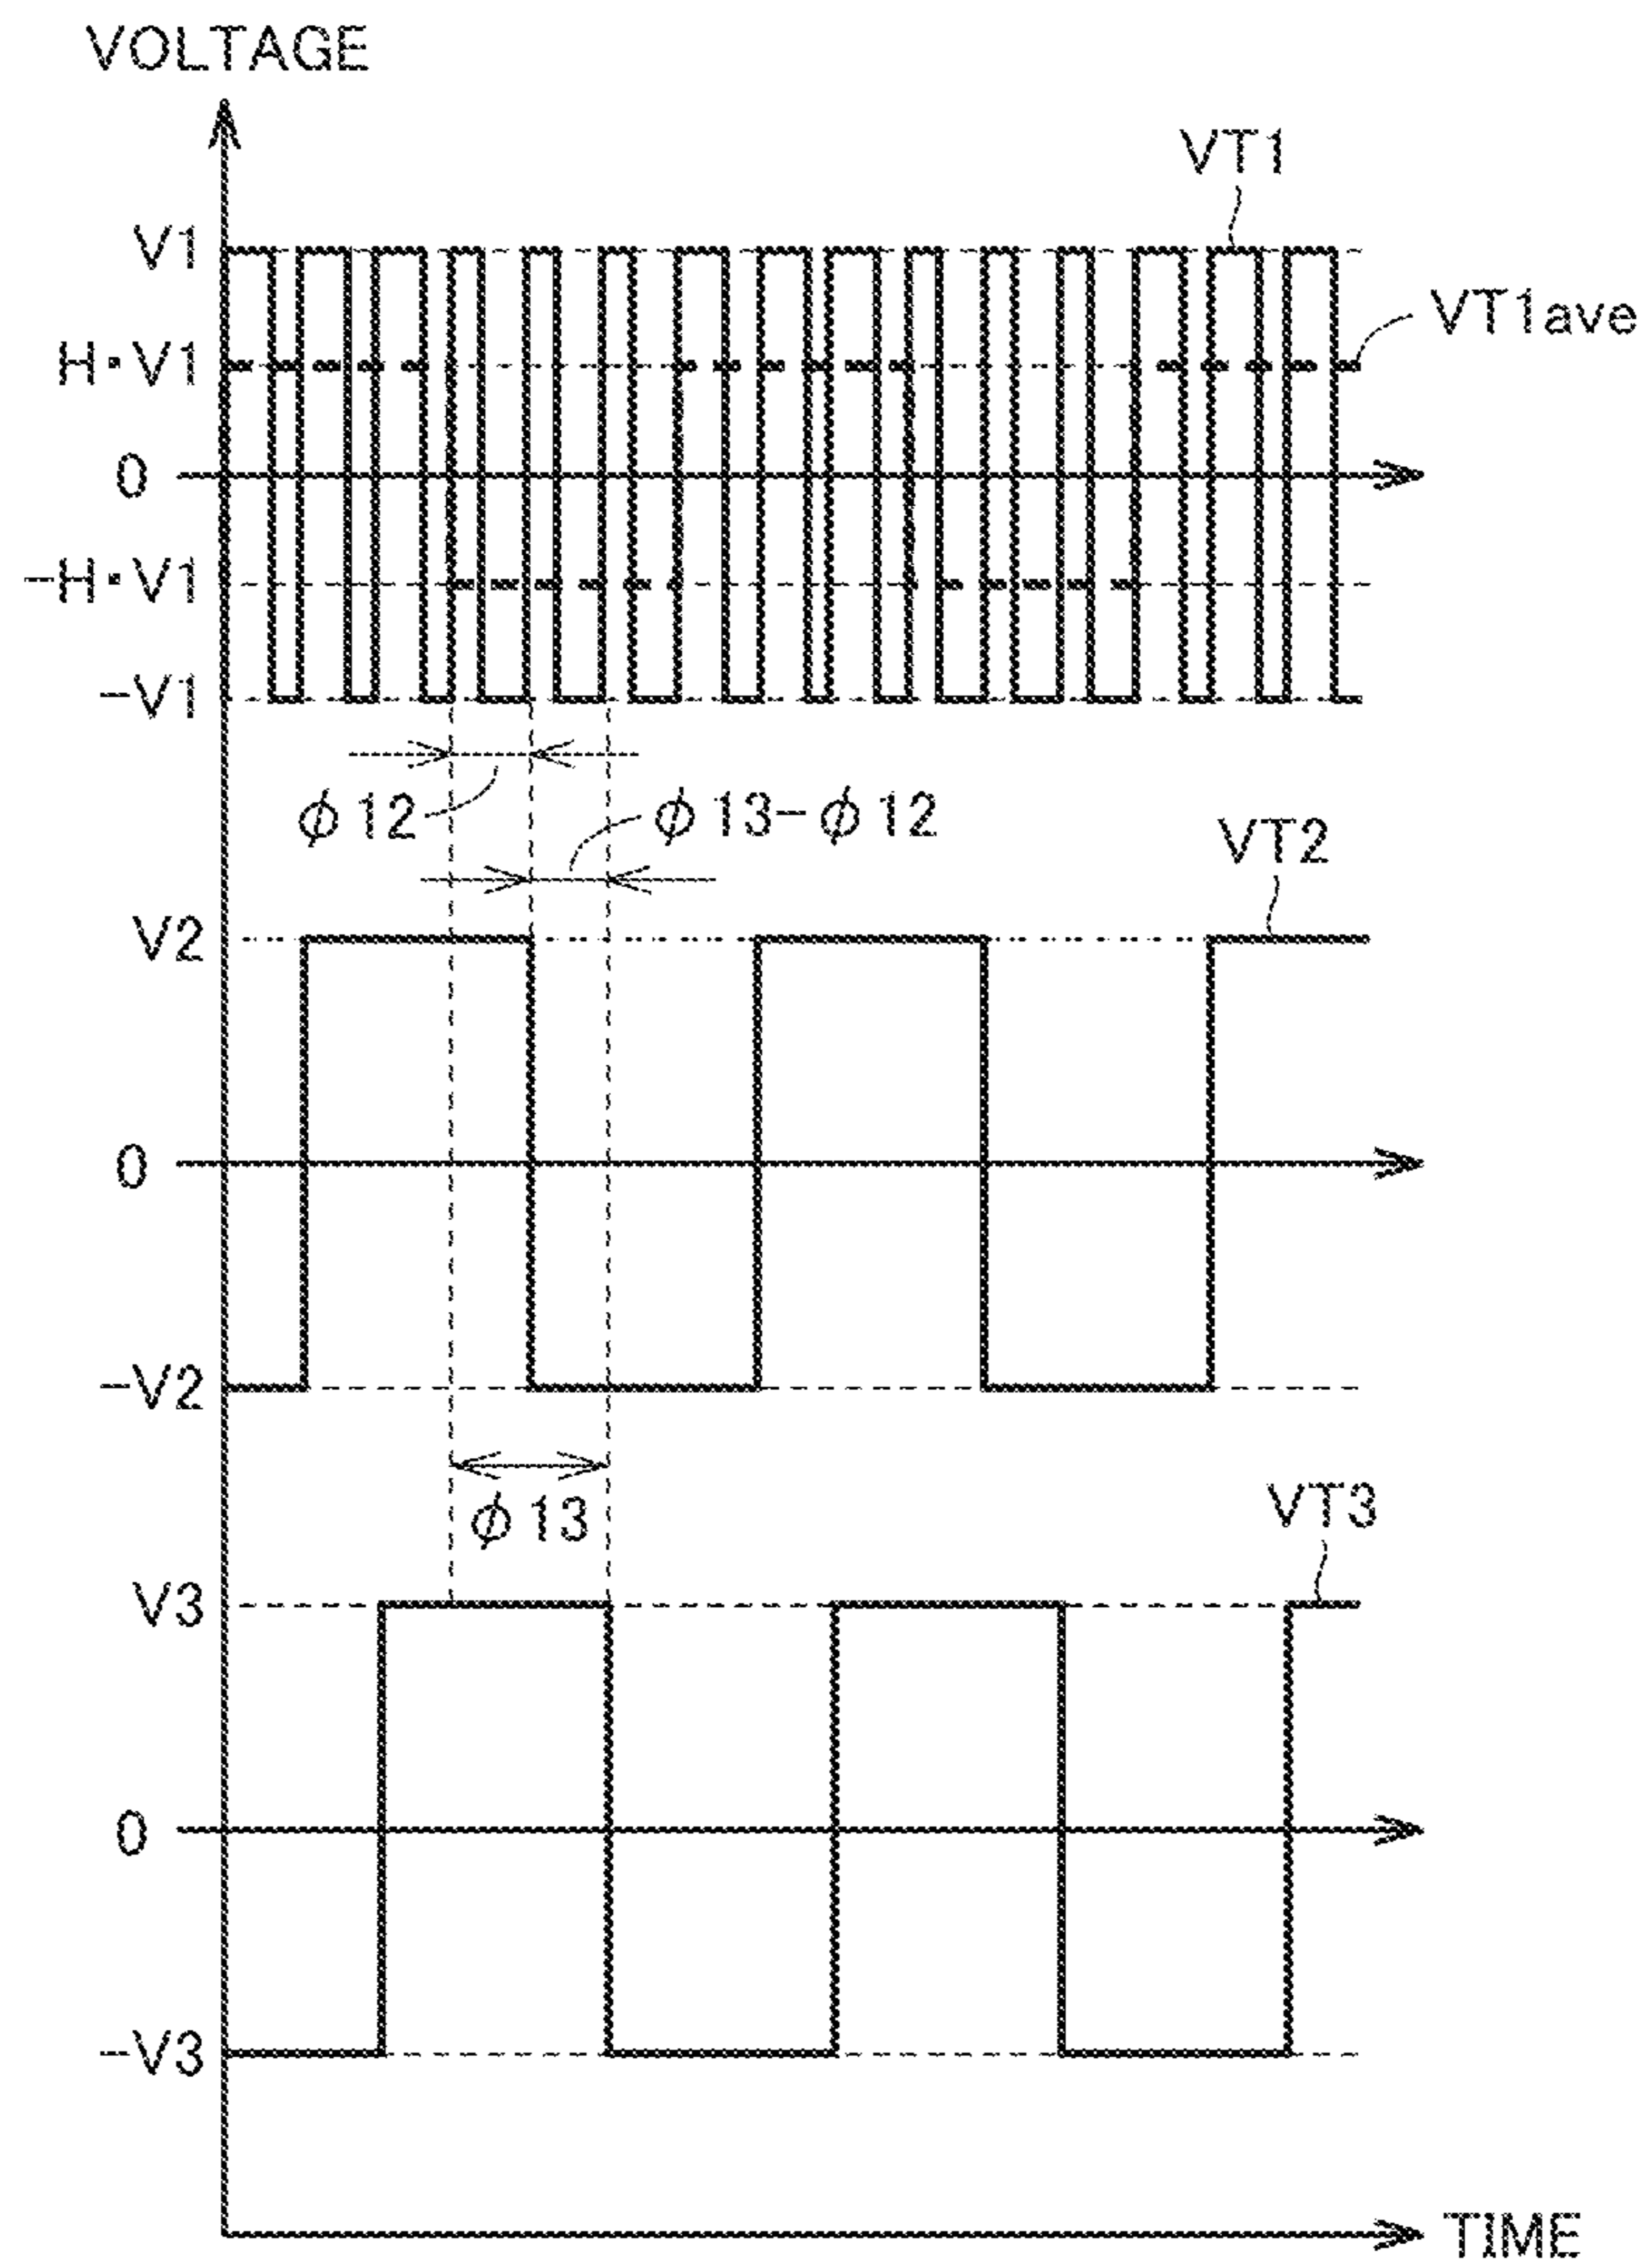 VOLTAGE
VT1
V1
VT1ave
H·V1
0
-H·V1
-V1
ϕ12
ϕ13-ϕ12
VT2
V2
0
-V2
ϕ13
VT3
V3
0
-V3
TIME